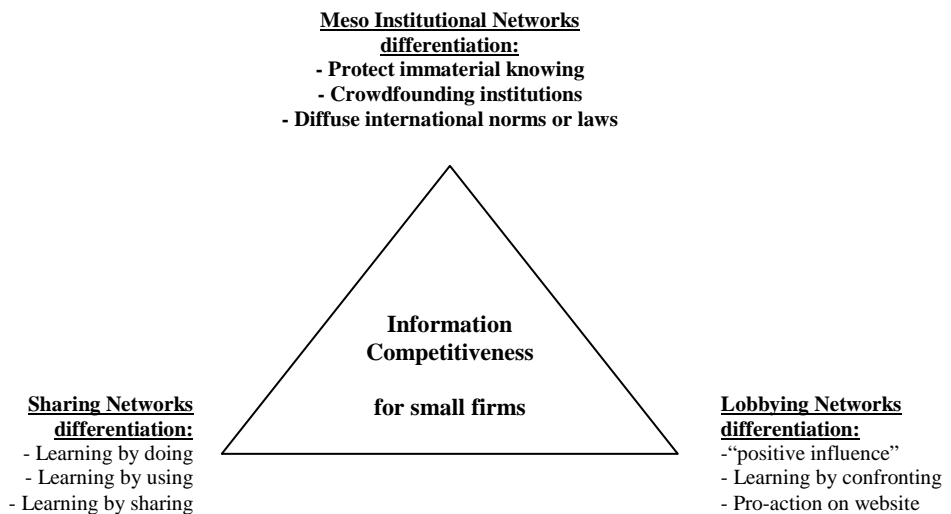 Meso Institutional Networks
differentiation:
- Protect immaterial knowing
- Crowdfounding institutions
- Diffuse international norms or laws
Information
Competitiveness
for small firms
Sharing Networks
differentiation:
- Learning by doing
- Learning by using
- Learning by sharing
Lobbying Networks
differentiation:
-“positive influence”
- Learning by confronting
- Pro-action on website